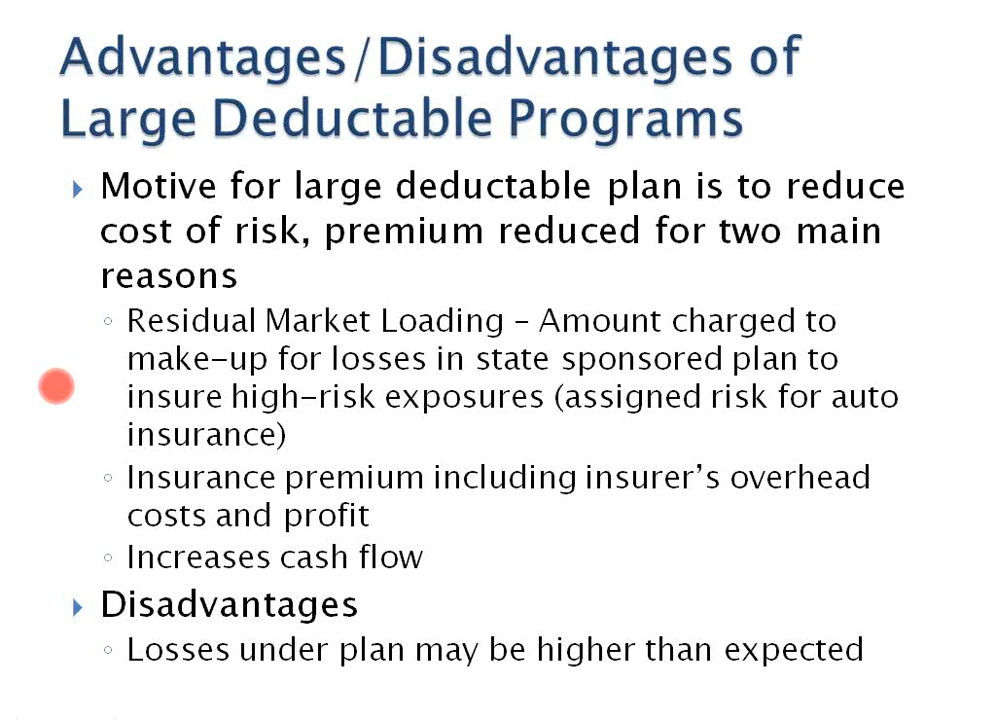 Advantages/Disadvantages of
Large Deductable Programs
Motive for large deductable plan is to reduce
cost of risk, premium reduced for two main
reasons
Residual Market Loading – Amount charged to
make-up for losses in state sponsored plan to
insure high-risk exposures (assigned risk for auto
insurance)
Insurance premium including insurer's overhead
costs and profit
Increases cash flow
Disadvantages
Losses under plan may be higher than expected